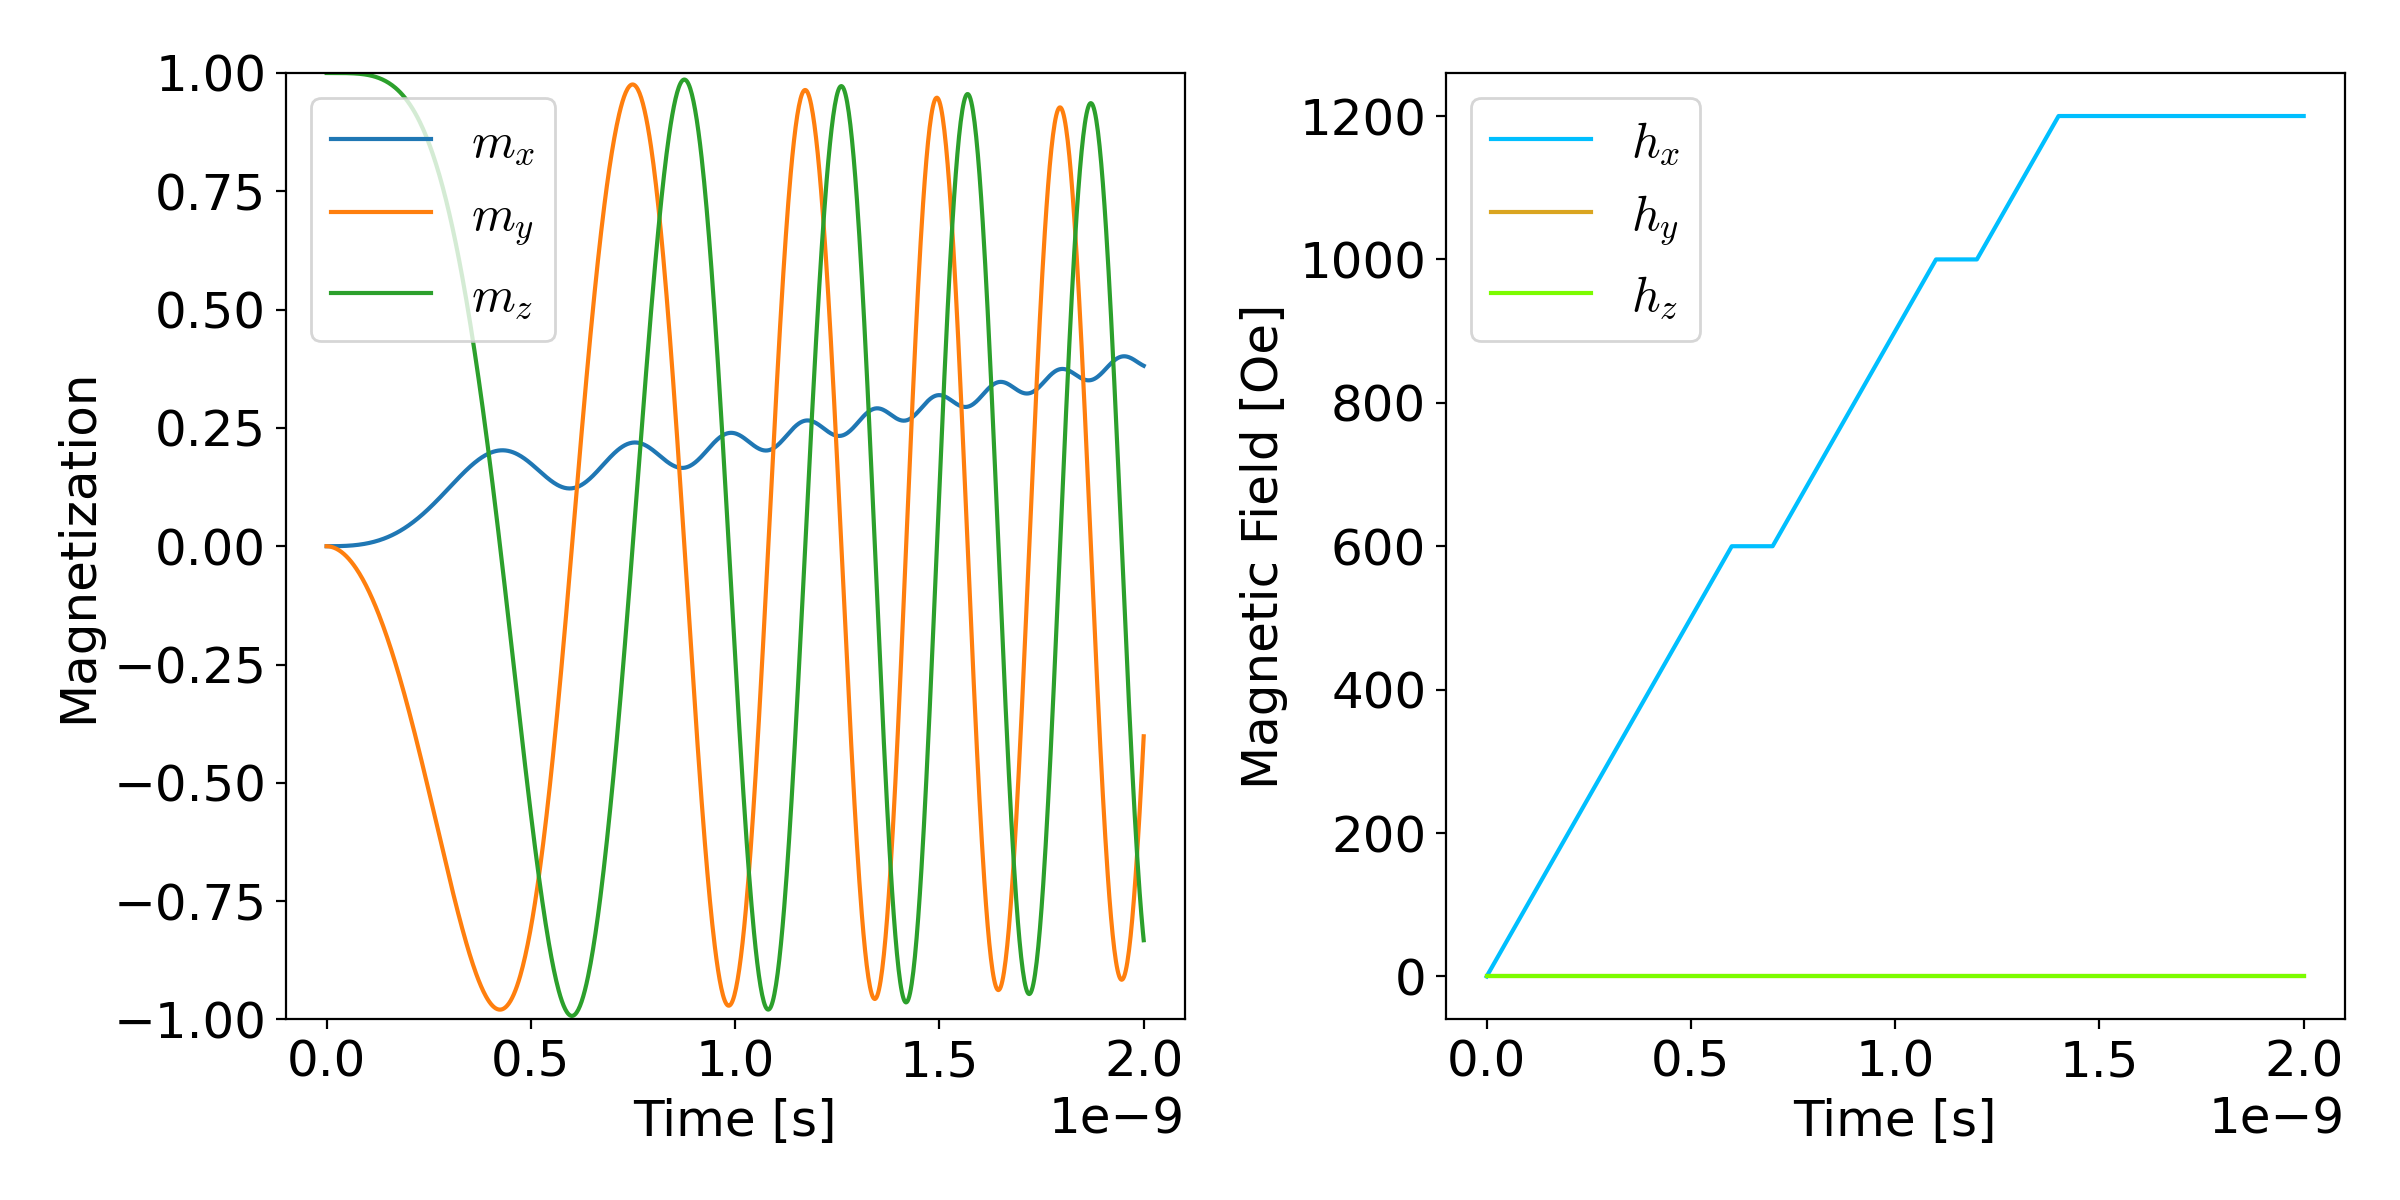 Magnetization
1.00
0.75
0.50
0.25
0.00
−0.25
−0.50
−0.75
−1.00
m_x
m_y
m_z
0.0 0.5 1.0 1.5 2.0
Time [s]
1e−9
Magnetic Field [Oe]
1200
1000
800
600
400
200
0
h_x
h_y
h_z
0.0 0.5 1.0 1.5 2.0
Time [s]
1e−9